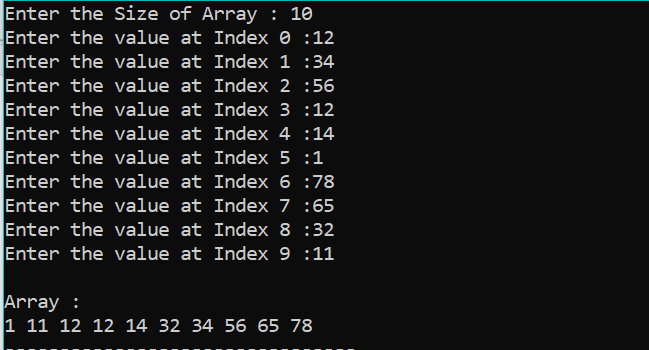 Enter the Size of Array : 10
Enter the value at Index 0 :12
Enter the value at Index 1 :34
Enter the value at Index 2 :56
Enter the value at Index 3 :12
Enter the value at Index 4 :14
Enter the value at Index 5 :1
Enter the value at Index 6 :78
Enter the value at Index 7 :65
Enter the value at Index 8 :32
Enter the value at Index 9 :11
Array :
1 11 12 12 14 32 34 56 65 78
--------------------------------